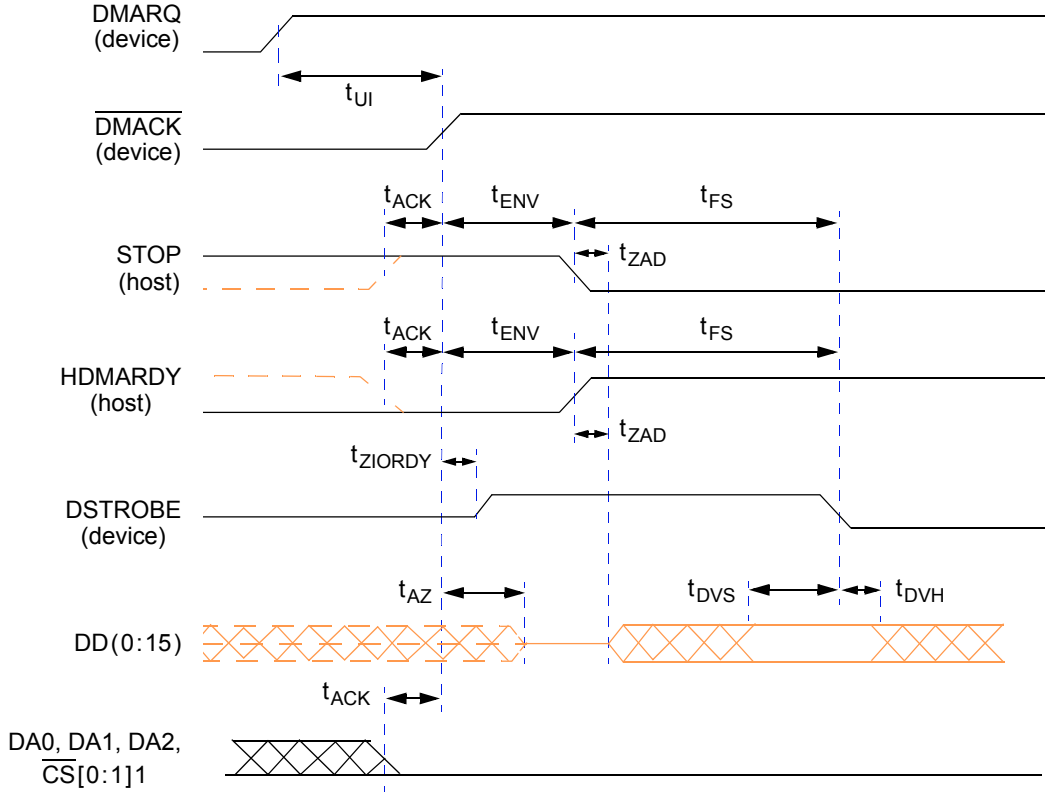 DMARQ
(device)
tUI
DMACK
(device)
tACK tENV tFS
STOP
(host)
tZAD
tACK tENV tFS
HDMARDY
(host)
tZAD
tZIORDY
DSTROBE
(device)
tAZ tDVS tDVH
DD(0:15)
tACK
DA0, DA1, DA2,
CS[0:1]1